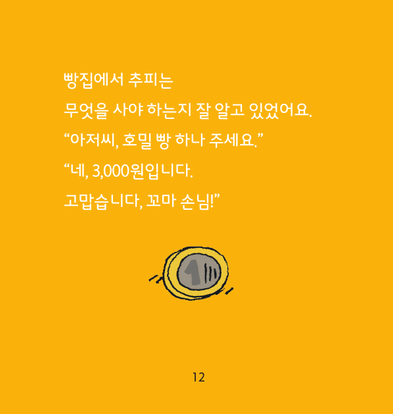 빵집에서 추피는
무엇을 사야 하는지 잘 알고 있었어요.
“아저씨, 호밀 빵 하나 주세요.”
“네, 3,000원입니다.
고맙습니다, 꼬마 손님!”
1
12